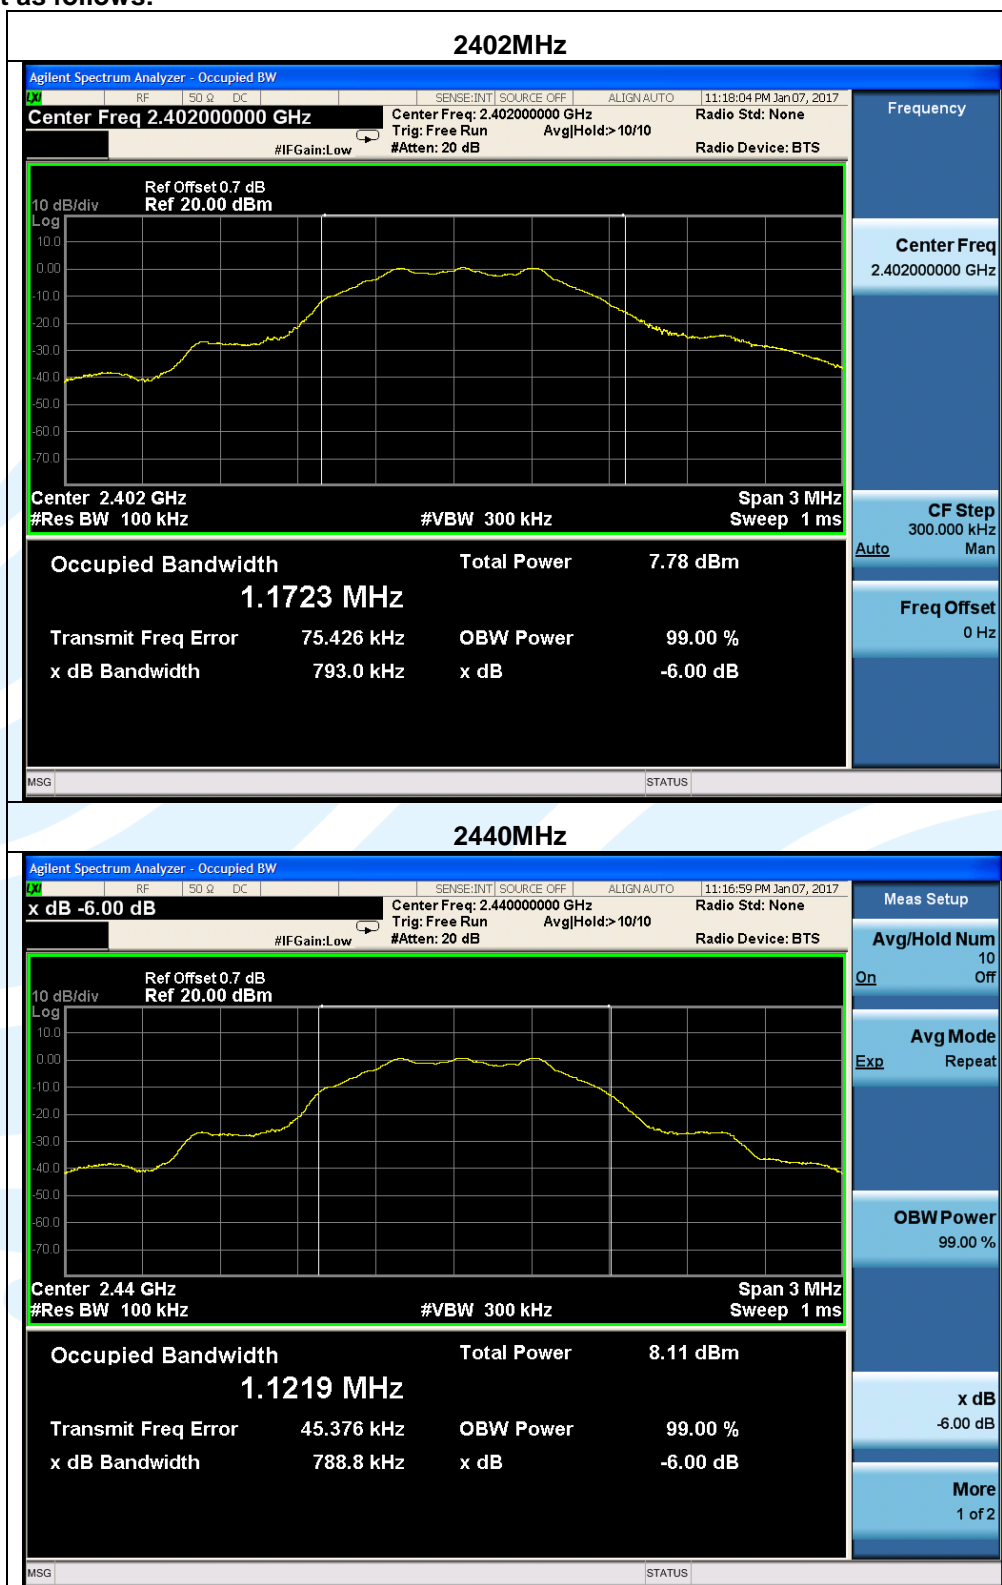 t as follows:
2402MHz
Agilent Spectrum Analyzer - Occupied BW
LXI RF 50 Ω DC SENSE:INT SOURCE OFF ALIGN AUTO 11:18:04 PM Jan 07, 2017
Center Freq 2.402000000 GHz Center Freq: 2.402000000 GHz Radio Std: None Frequency
Trig: Free Run Avg|Hold:>10/10
#IFGain:Low #Atten: 20 dB Radio Device: BTS
Ref Offset 0.7 dB
10 dB/div Ref 20.00 dBm
Log
10.0
0.00
-10.0
-20.0
-30.0
-40.0
-50.0
-60.0
-70.0
Center 2.402 GHz Span 3 MHz
#Res BW 100 kHz #VBW 300 kHz Sweep 1 ms
Occupied Bandwidth Total Power 7.78 dBm
1.1723 MHz
Transmit Freq Error 75.426 kHz OBW Power 99.00 %
x dB Bandwidth 793.0 kHz x dB -6.00 dB
Center Freq
2.402000000 GHz
CF Step
300.000 kHz
Auto Man
Freq Offset
0 Hz
MSG STATUS
2440MHz
Agilent Spectrum Analyzer - Occupied BW
LXI RF 50 Ω DC SENSE:INT SOURCE OFF ALIGN AUTO 11:16:59 PM Jan 07, 2017
x dB -6.00 dB Center Freq: 2.440000000 GHz Radio Std: None Meas Setup
Trig: Free Run Avg|Hold:>10/10
#IFGain:Low #Atten: 20 dB Radio Device: BTS
Ref Offset 0.7 dB
10 dB/div Ref 20.00 dBm
Log
10.0
0.00
-10.0
-20.0
-30.0
-40.0
-50.0
-60.0
-70.0
Center 2.44 GHz Span 3 MHz
#Res BW 100 kHz #VBW 300 kHz Sweep 1 ms
Occupied Bandwidth Total Power 8.11 dBm
1.1219 MHz
Transmit Freq Error 45.376 kHz OBW Power 99.00 %
x dB Bandwidth 788.8 kHz x dB -6.00 dB
Avg/Hold Num
10
On Off
Avg Mode
Exp Repeat
OBW Power
99.00 %
x dB
-6.00 dB
More
1 of 2
MSG STATUS